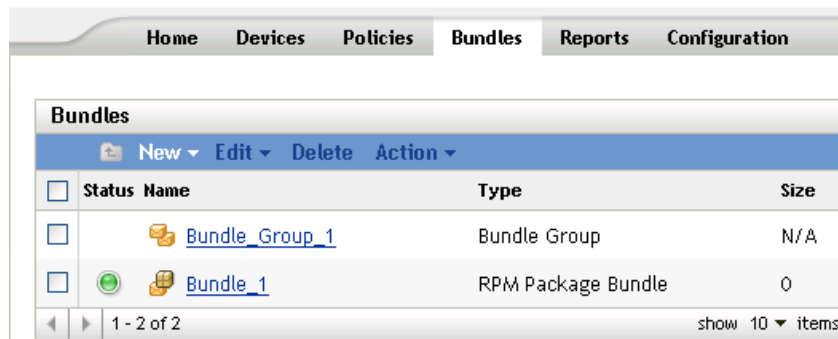 Home Devices Policies Bundles Reports Configuration
Bundles
New Edit Delete Action
Status Name Type Size
Bundle_Group_1 Bundle Group N/A
Bundle_1 RPM Package Bundle 0
1 - 2 of 2 show 10 items